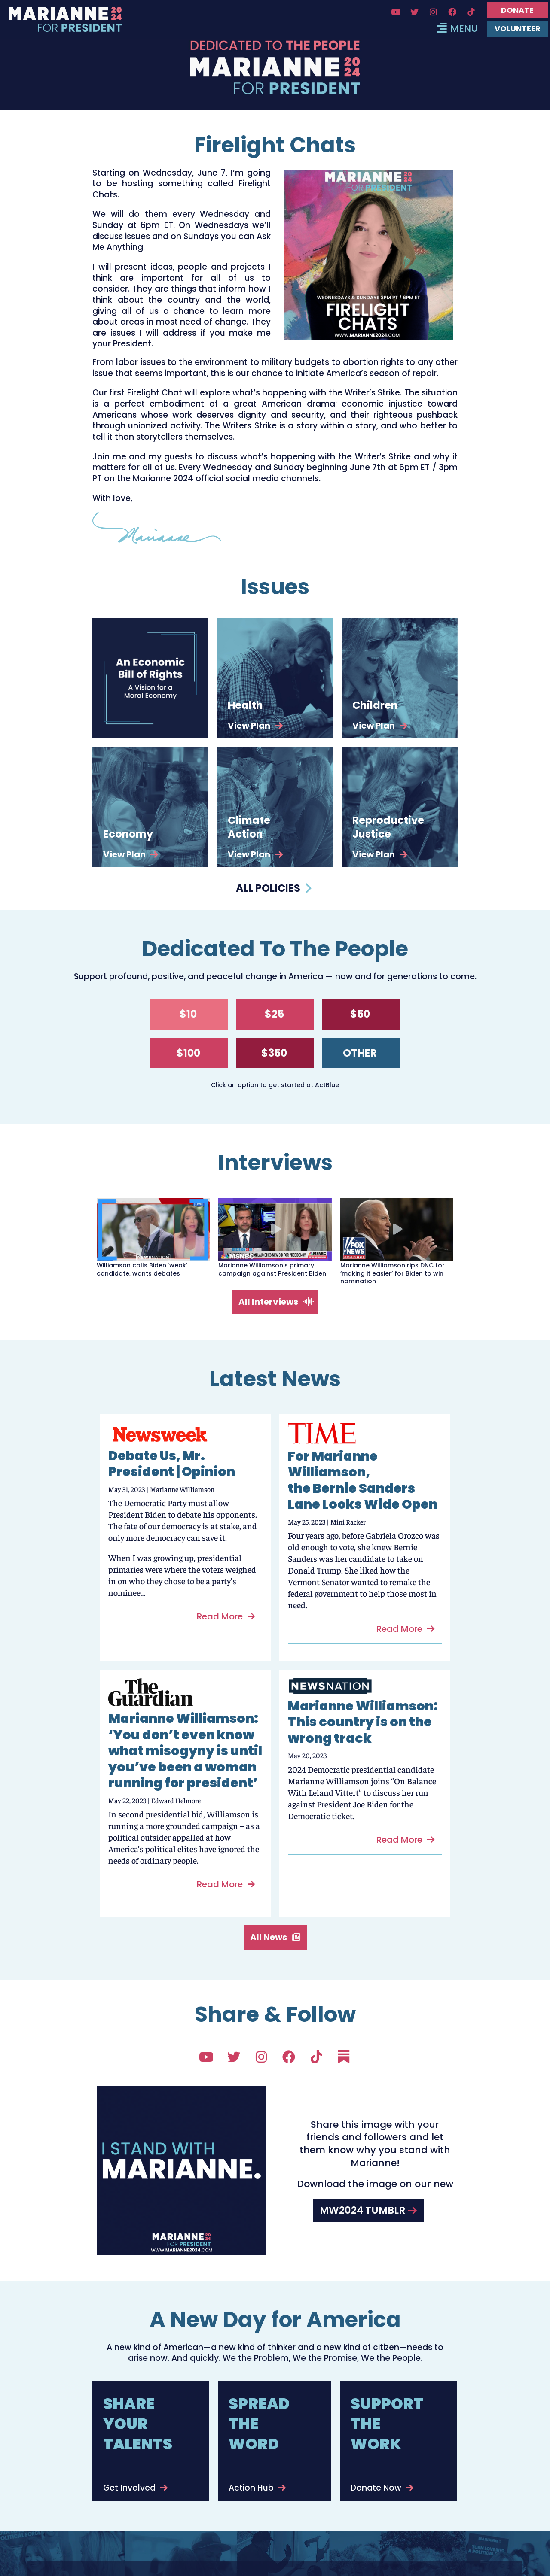 MARIANNE 2024
FOR PRESIDENT
DONATE
MENU
VOLUNTEER
DEDICATED TO THE PEOPLE
MARIANNE 2024
FOR PRESIDENT
Firelight Chats
Starting on Wednesday, June 7, I'm going
to be hosting something called Firelight
Chats.
We will do them every Wednesday and
Sunday at 6pm ET. On Wednesdays we'll
discuss issues and on Sundays you can Ask
Me Anything.
I will present ideas, people and projects I
think are important for all of us to
consider. They are things that inform how I
think about the country and the world,
giving all of us a chance to learn more
about areas in most need of change. They
are issues I will address if you make me
your President.
MARIANNE 2024
FOR PRESIDENT
WEDNESDAYS & SUNDAYS 3PM PT / 6PM ET
FIRELIGHT
CHATS
WWW.MARIANNE2024.COM
From labor issues to the environment to military budgets to abortion rights to any other
issue that seems important, this is our chance to initiate America's season of repair.
Our first Firelight Chat will explore what's happening with the Writer's Strike. The situation
is a perfect embodiment of a great American drama: economic injustice toward
Americans whose work deserves dignity and security, and their righteous pushback
through unionized activity. The Writers Strike is a story within a story, and who better to
tell it than storytellers themselves.
Join me and my guests to discuss what's happening with the Writer's Strike and why it
matters for all of us. Every Wednesday and Sunday beginning June 7th at 6pm ET / 3pm
PT on the Marianne 2024 official social media channels.
With love,
Marianne
Issues
An Economic
Bill of Rights
A Vision for a
Moral Economy
Health
View Plan
Children
View Plan
Economy
View Plan
Climate
Action
View Plan
Reproductive
Justice
View Plan
ALL POLICIES
Dedicated To The People
Support profound, positive, and peaceful change in America — now and for generations to come.
$10
$25
$50
$100
$350
OTHER
Click an option to get started at ActBlue
Interviews
MSNBC
FOX
NEWS
Williamson calls Biden 'weak'
candidate, wants debates
Marianne Williamson's primary
campaign against President Biden
Marianne Williamson rips DNC for
'making it easier' for Biden to win
nomination
All Interviews
Latest News
Newsweek
Debate Us, Mr.
President | Opinion
May 31, 2023 | Marianne Williamson
The Democratic Party must allow
President Biden to debate his opponents.
The fate of our democracy is at stake, and
only more democracy can save it.
When I was growing up, presidential
primaries were where the voters weighed
in on who they chose to be a party's
nominee...
Read More
TIME
For Marianne
Williamson,
the Bernie Sanders
Lane Looks Wide Open
May 25, 2023 | Mini Racker
Four years ago, before Gabriela Orozco was
old enough to vote, she knew Bernie
Sanders was her candidate to take on
Donald Trump. She liked how the
Vermont Senator wanted to remake the
federal government to help those most in
need.
Read More
The
Guardian
Marianne Williamson:
'You don't even know
what misogyny is until
you've been a woman
running for president'
May 22, 2023 | Edward Helmore
In second presidential bid, Williamson is
running a more grounded campaign – as a
political outsider appalled at how
America's political elites have ignored the
needs of ordinary people.
Read More
NEWSNATION
Marianne Williamson:
This country is on the
wrong track
May 20, 2023
2024 Democratic presidential candidate
Marianne Williamson joins "On Balance
With Leland Vittert" to discuss her run
against President Joe Biden for the
Democratic ticket.
Read More
All News
Share & Follow
I STAND WITH
MARIANNE.
MARIANNE 2024
FOR PRESIDENT
WWW.MARIANNE2024.COM
Share this image with your
friends and followers and let
them know why you stand with
Marianne!
Download the image on our new
MW2024 TUMBLR
A New Day for America
A new kind of American—a new kind of thinker and a new kind of citizen—needs to
arise now. And quickly. We the Problem, We the Promise, We the People.
SHARE
YOUR
TALENTS
Get Involved
SPREAD
THE
WORD
Action Hub
SUPPORT
THE
WORK
Donate Now